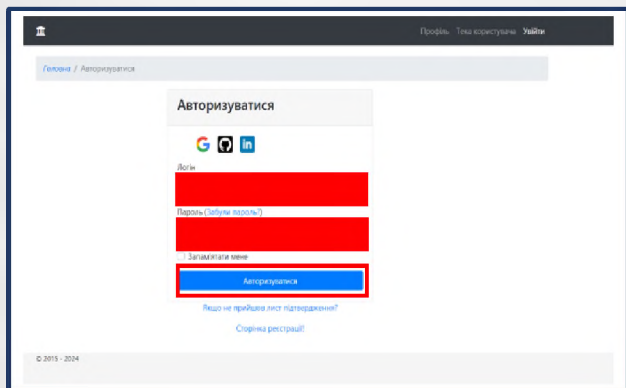 Профіль Тека користувача Увійти
Головна / Авторизуватися
Авторизуватися
G in
Логін
Пароль (Забули пароль?)
Запам'ятати мене
Авторизуватися
Якщо не прийшов лист підтвердження?
Сторінка реєстрації!
© 2015 - 2024